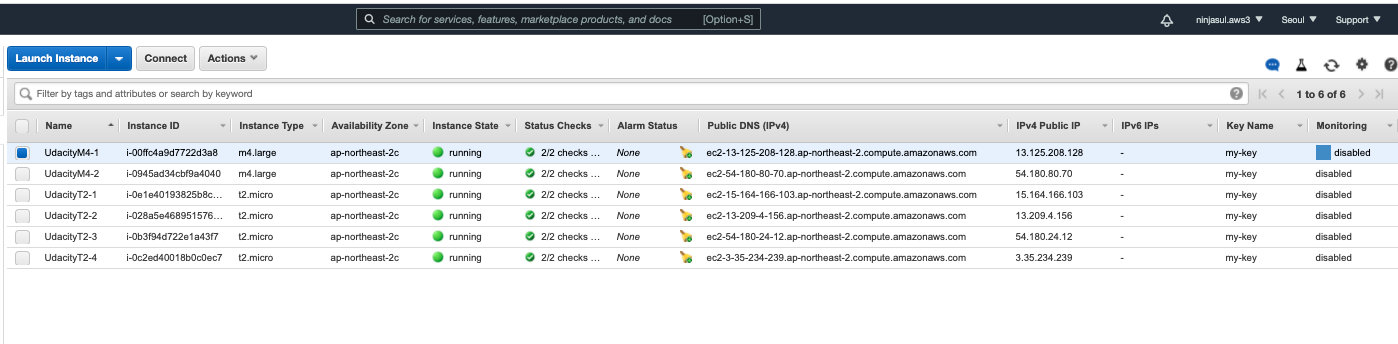 Search for services, features, marketplace products, and docs [Option+S] ninjasul.aws3 Seoul Support
Launch Instance Connect Actions
Filter by tags and attributes or search by keyword 1 to 6 of 6
Name Instance ID Instance Type Availability Zone Instance State Status Checks Alarm Status Public DNS (IPv4) IPv4 Public IP IPv6 IPs Key Name Monitoring
UdacityM4-1 i-00ffc4a9d7722d3a8 m4.large ap-northeast-2c running 2/2 checks ... None ec2-13-125-208-128.ap-northeast-2.compute.amazonaws.com 13.125.208.128 - my-key disabled
UdacityM4-2 i-0945ad34cbf9a4040 m4.large ap-northeast-2c running 2/2 checks ... None ec2-54-180-80-70.ap-northeast-2.compute.amazonaws.com 54.180.80.70 - my-key disabled
UdacityT2-1 i-0e1e40193825b8c... t2.micro ap-northeast-2c running 2/2 checks ... None ec2-15-164-166-103.ap-northeast-2.compute.amazonaws.com 15.164.166.103 - my-key disabled
UdacityT2-2 i-028a5e468951576... t2.micro ap-northeast-2c running 2/2 checks ... None ec2-13-209-4-156.ap-northeast-2.compute.amazonaws.com 13.209.4.156 - my-key disabled
UdacityT2-3 i-0b3f94d722e1a43f7 t2.micro ap-northeast-2c running 2/2 checks ... None ec2-54-180-24-12.ap-northeast-2.compute.amazonaws.com 54.180.24.12 - my-key disabled
UdacityT2-4 i-0c2ed40018b0c0ec7 t2.micro ap-northeast-2c running 2/2 checks ... None ec2-3-35-234-239.ap-northeast-2.compute.amazonaws.com 3.35.234.239 - my-key disabled